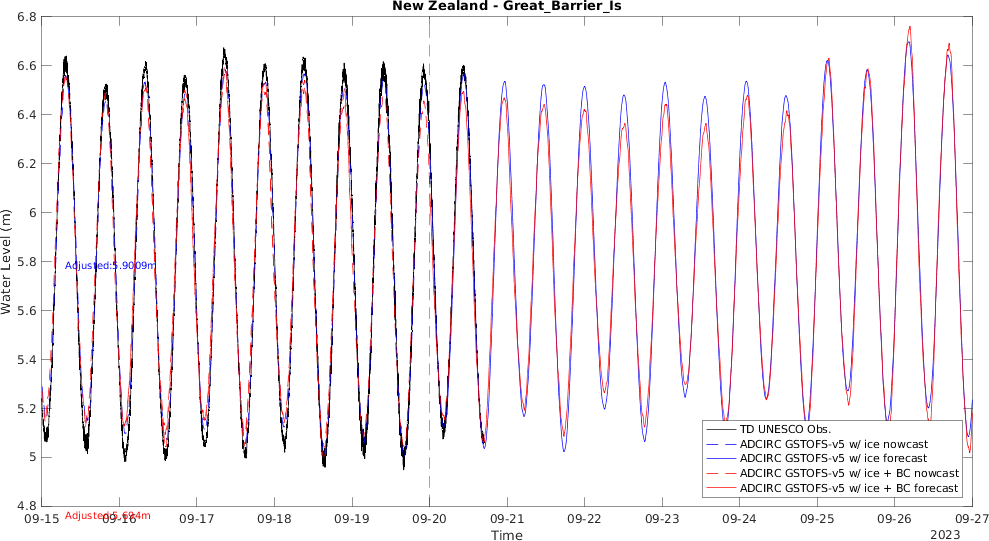 New Zealand - Great_Barrier_Is
6.8
6.6
6.4
6.2
6
5.8
5.6
5.4
5.2
5
4.8
Water Level (m)
Adjusted:5.9009m
Adjusted:5.694m
TD UNESCO Obs.
ADCIRC GSTOFS-v5 w/ ice nowcast
ADCIRC GSTOFS-v5 w/ ice forecast
ADCIRC GSTOFS-v5 w/ ice + BC nowcast
ADCIRC GSTOFS-v5 w/ ice + BC forecast
09-15 09-16 09-17 09-18 09-19 09-20 09-21 09-22 09-23 09-24 09-25 09-26 09-27
Time
2023